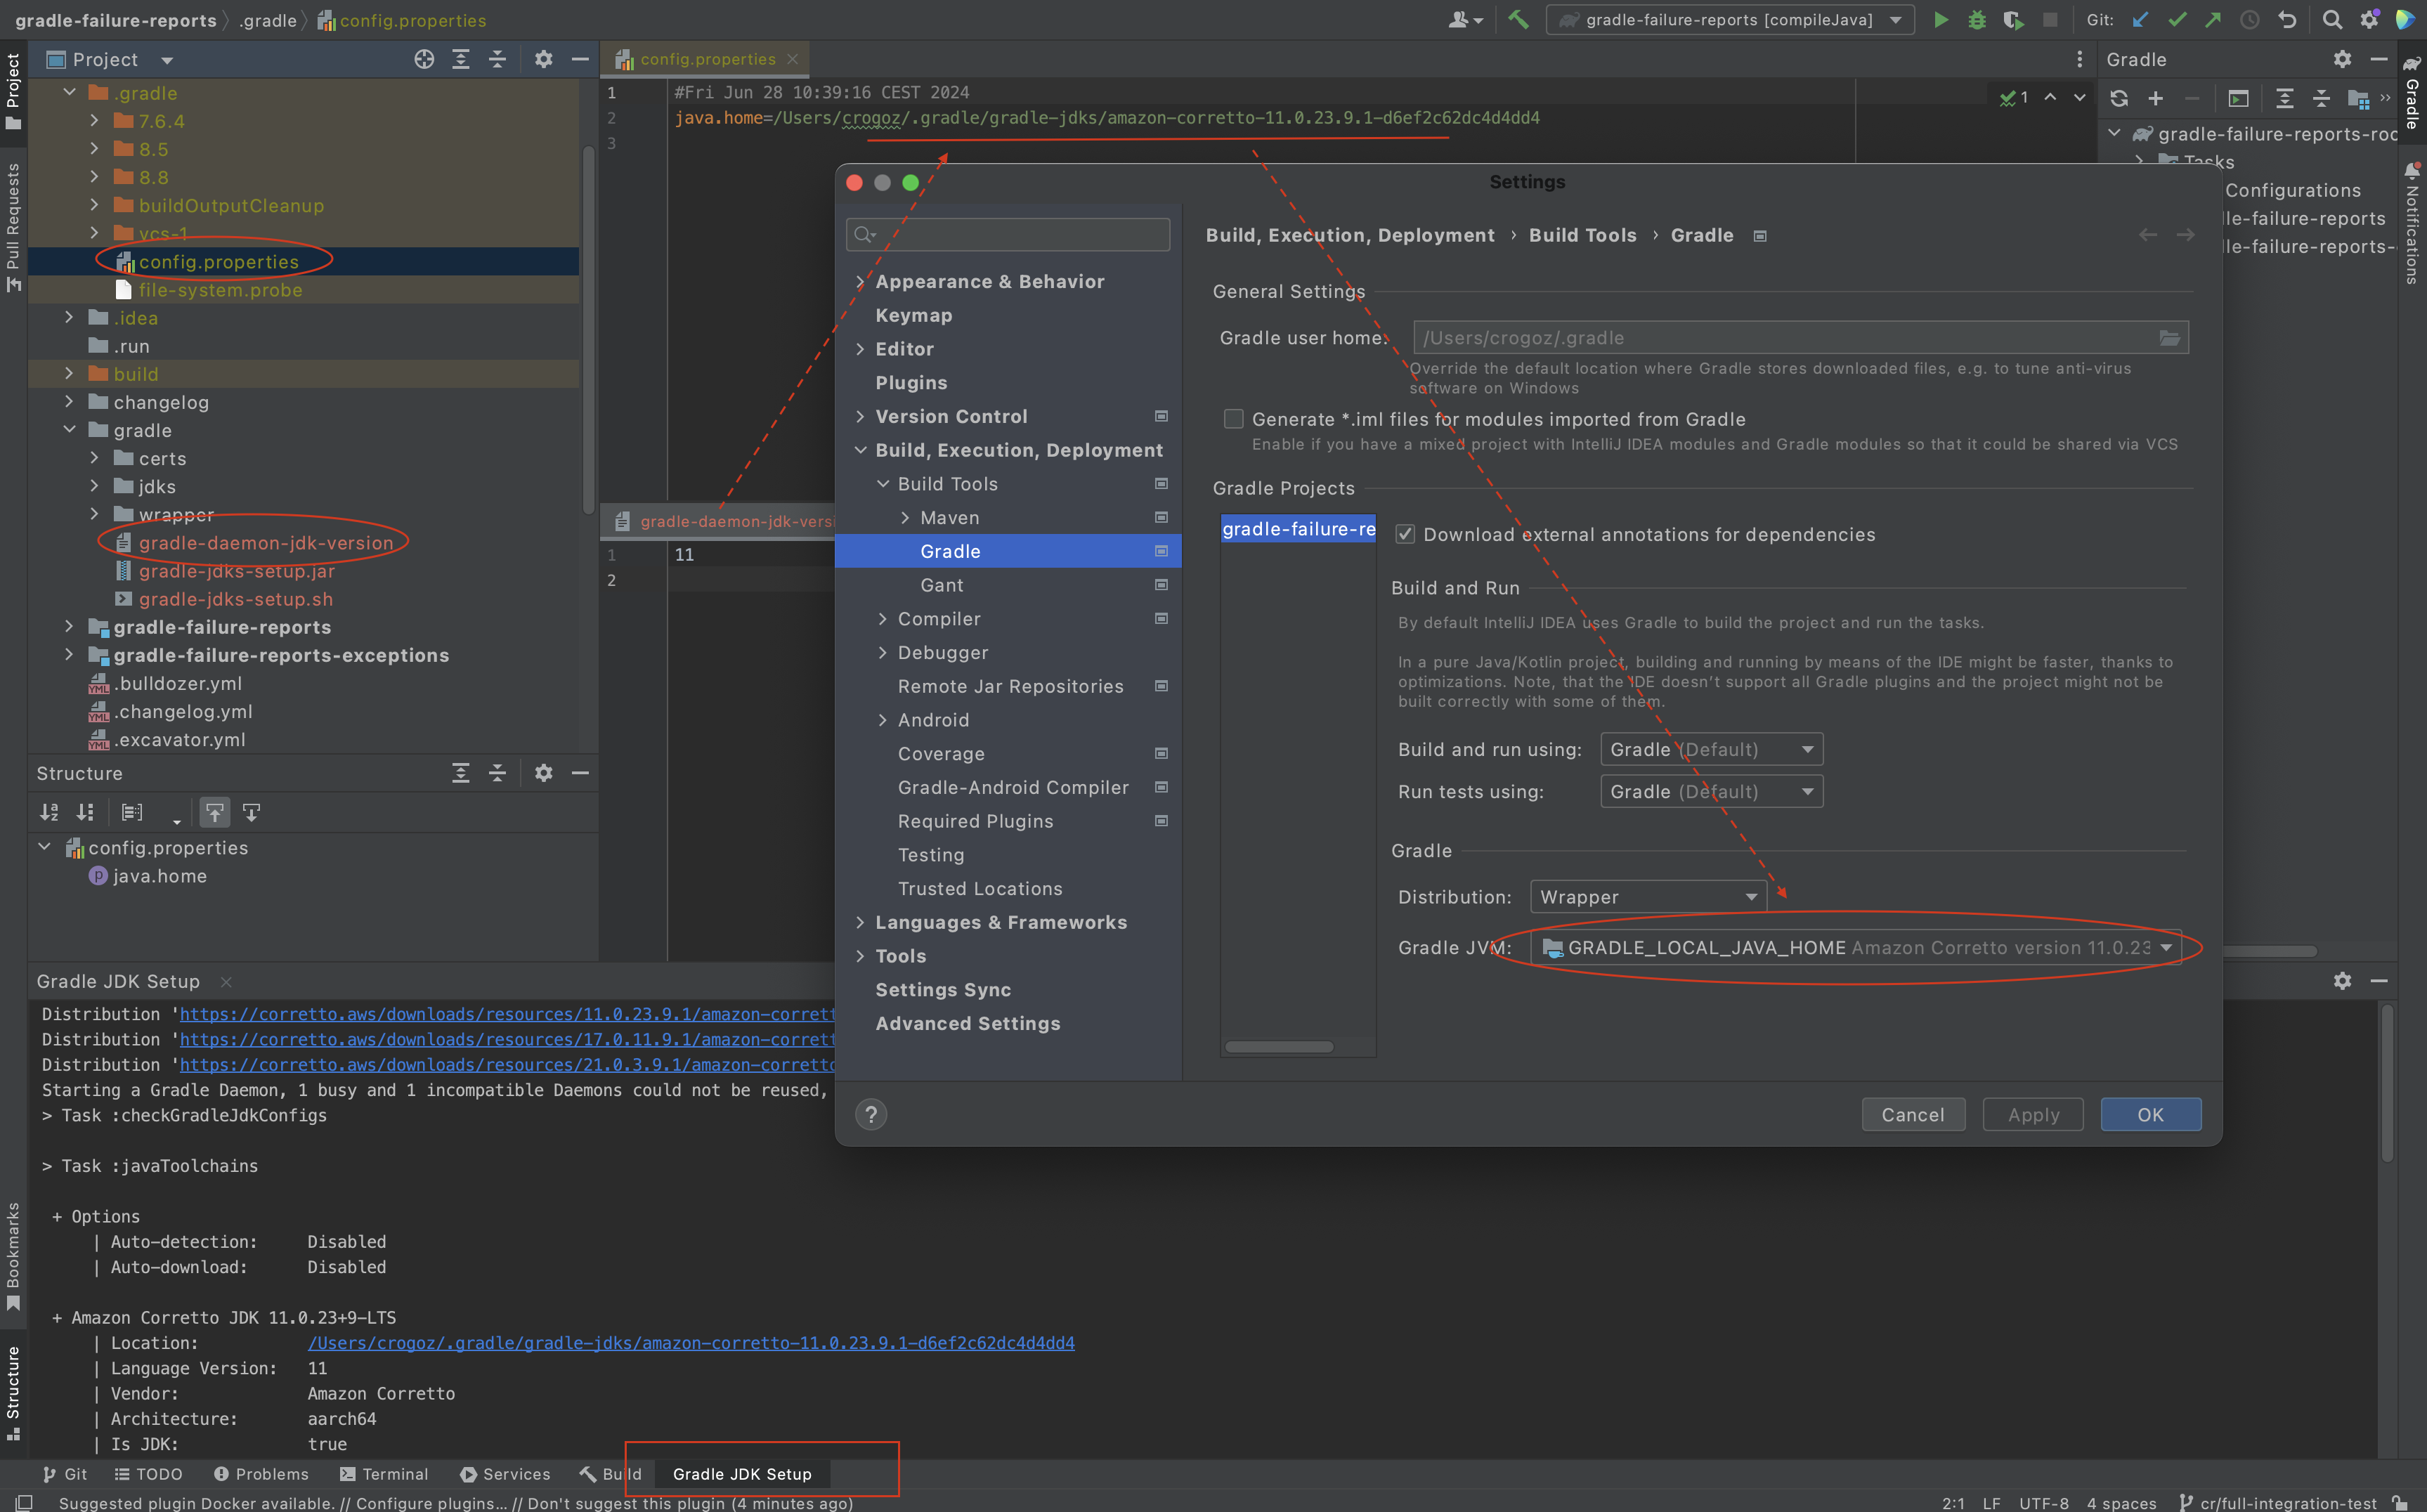 gradle-failure-reports
.gradle
config.properties
gradle-failure-reports [compileJava]
Git:
Project
config.properties
Gradle
Project
Pull Requests
Bookmarks
Structure
Gradle
Notifications
.gradle
7.6.4
8.5
8.8
buildOutputCleanup
vcs-1
config.properties
file-system.probe
.idea
.run
build
changelog
gradle
certs
jdks
wrapper
gradle-daemon-jdk-version
gradle-jdks-setup.jar
gradle-jdks-setup.sh
gradle-failure-reports
gradle-failure-reports-exceptions
.bulldozer.yml
.changelog.yml
.excavator.yml
1
#Fri Jun 28 10:39:16 CEST 2024
2
java.home=/Users/crogoz/.gradle/gradle-jdks/amazon-corretto-11.0.23.9.1-d6ef2c62dc4d4dd4
3
1
gradle-daemon-jdk-versi
1
11
2
gradle-failure-reports-roo
Tasks
Configurations
le-failure-reports
le-failure-reports-
Settings
Appearance & Behavior
Keymap
Editor
Plugins
Version Control
Build, Execution, Deployment
Build Tools
Maven
Gradle
Gant
Compiler
Debugger
Remote Jar Repositories
Android
Coverage
Gradle-Android Compiler
Required Plugins
Testing
Trusted Locations
Languages & Frameworks
Tools
Settings Sync
Advanced Settings
Build, Execution, Deployment › Build Tools › Gradle
General Settings
Gradle user home:
/Users/crogoz/.gradle
Override the default location where Gradle stores downloaded files, e.g. to tune anti-virus
software on Windows
Generate *.iml files for modules imported from Gradle
Enable if you have a mixed project with IntelliJ IDEA modules and Gradle modules so that it could be shared via VCS
Gradle Projects
gradle-failure-re
Download external annotations for dependencies
Build and Run
By default IntelliJ IDEA uses Gradle to build the project and run the tasks.
In a pure Java/Kotlin project, building and running by means of the IDE might be faster, thanks to
optimizations. Note, that the IDE doesn't support all Gradle plugins and the project might not be
built correctly with some of them.
Build and run using:
Gradle (Default)
Run tests using:
Gradle (Default)
Gradle
Distribution:
Wrapper
Gradle JVM:
GRADLE_LOCAL_JAVA_HOME Amazon Corretto version 11.0.23
?
Cancel
Apply
OK
Structure
config.properties
java.home
Gradle JDK Setup
Distribution 'https://corretto.aws/downloads/resources/11.0.23.9.1/amazon-corrett
Distribution 'https://corretto.aws/downloads/resources/17.0.11.9.1/amazon-corrett
Distribution 'https://corretto.aws/downloads/resources/21.0.3.9.1/amazon-corretto
Starting a Gradle Daemon, 1 busy and 1 incompatible Daemons could not be reused,
> Task :checkGradleJdkConfigs
> Task :javaToolchains
+ Options
| Auto-detection: Disabled
| Auto-download: Disabled
+ Amazon Corretto JDK 11.0.23+9-LTS
| Location: /Users/crogoz/.gradle/gradle-jdks/amazon-corretto-11.0.23.9.1-d6ef2c62dc4d4dd4
| Language Version: 11
| Vendor: Amazon Corretto
| Architecture: aarch64
| Is JDK: true
Git
TODO
Problems
Terminal
Services
Build
Gradle JDK Setup
Suggested plugin Docker available. // Configure plugins... // Don't suggest this plugin (4 minutes ago)
2:1
LF
UTF-8
4 spaces
cr/full-integration-test